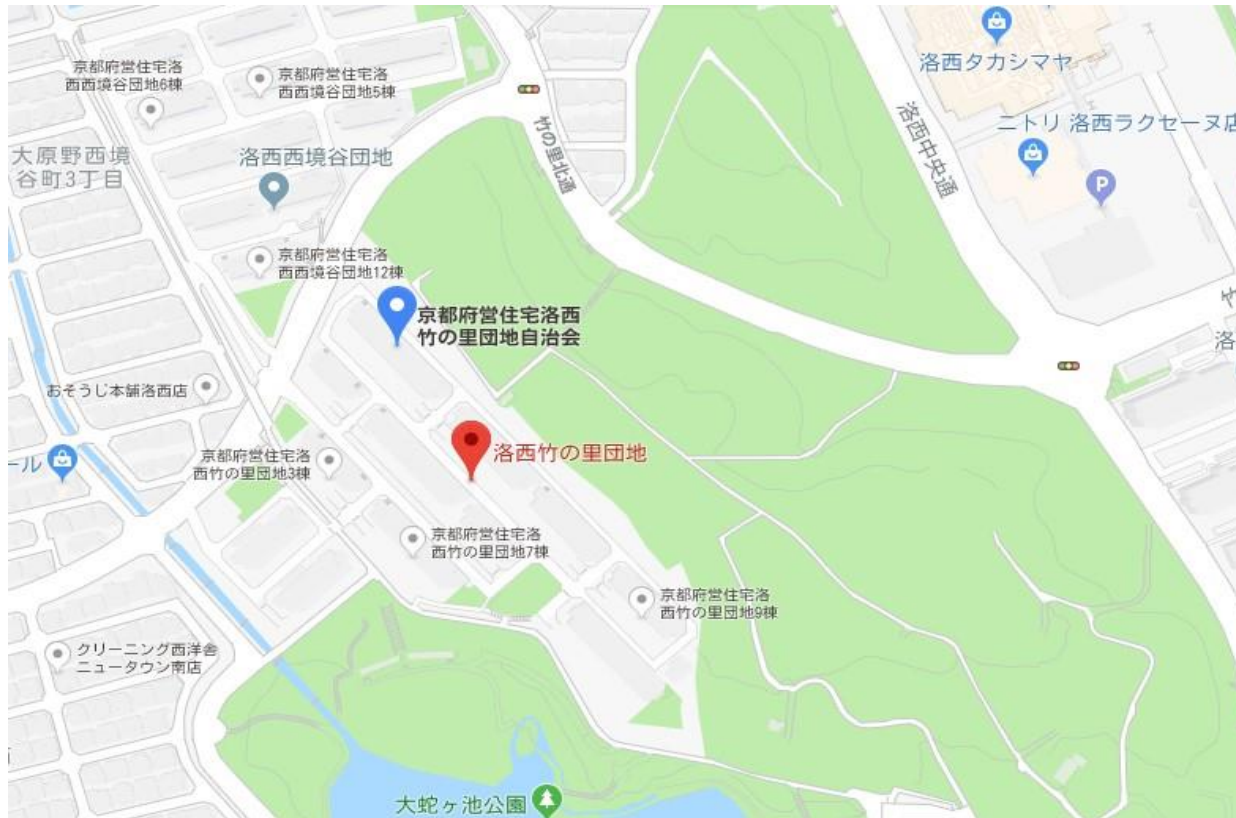 京都府営住宅洛
西西境谷団地6棟
京都府営住宅洛
西西境谷団地5棟
洛西タカシマヤ
ニトリ 洛西ラクセーヌ店
P
洛西中央通
竹の里北通
大原野西境
谷町3丁目
洛西西境谷団地
京都府営住宅洛
西西境谷団地12棟
京都府営住宅洛西
竹の里団地自治会
洛
おそうじ本舗洛西店
ール
京都府営住宅洛
西竹の里団地3棟
洛西竹の里団地
京都府営住宅洛
西竹の里団地7棟
京都府営住宅洛
西竹の里団地9棟
クリーニング西洋舎
ニュータウン南店
大蛇ヶ池公園